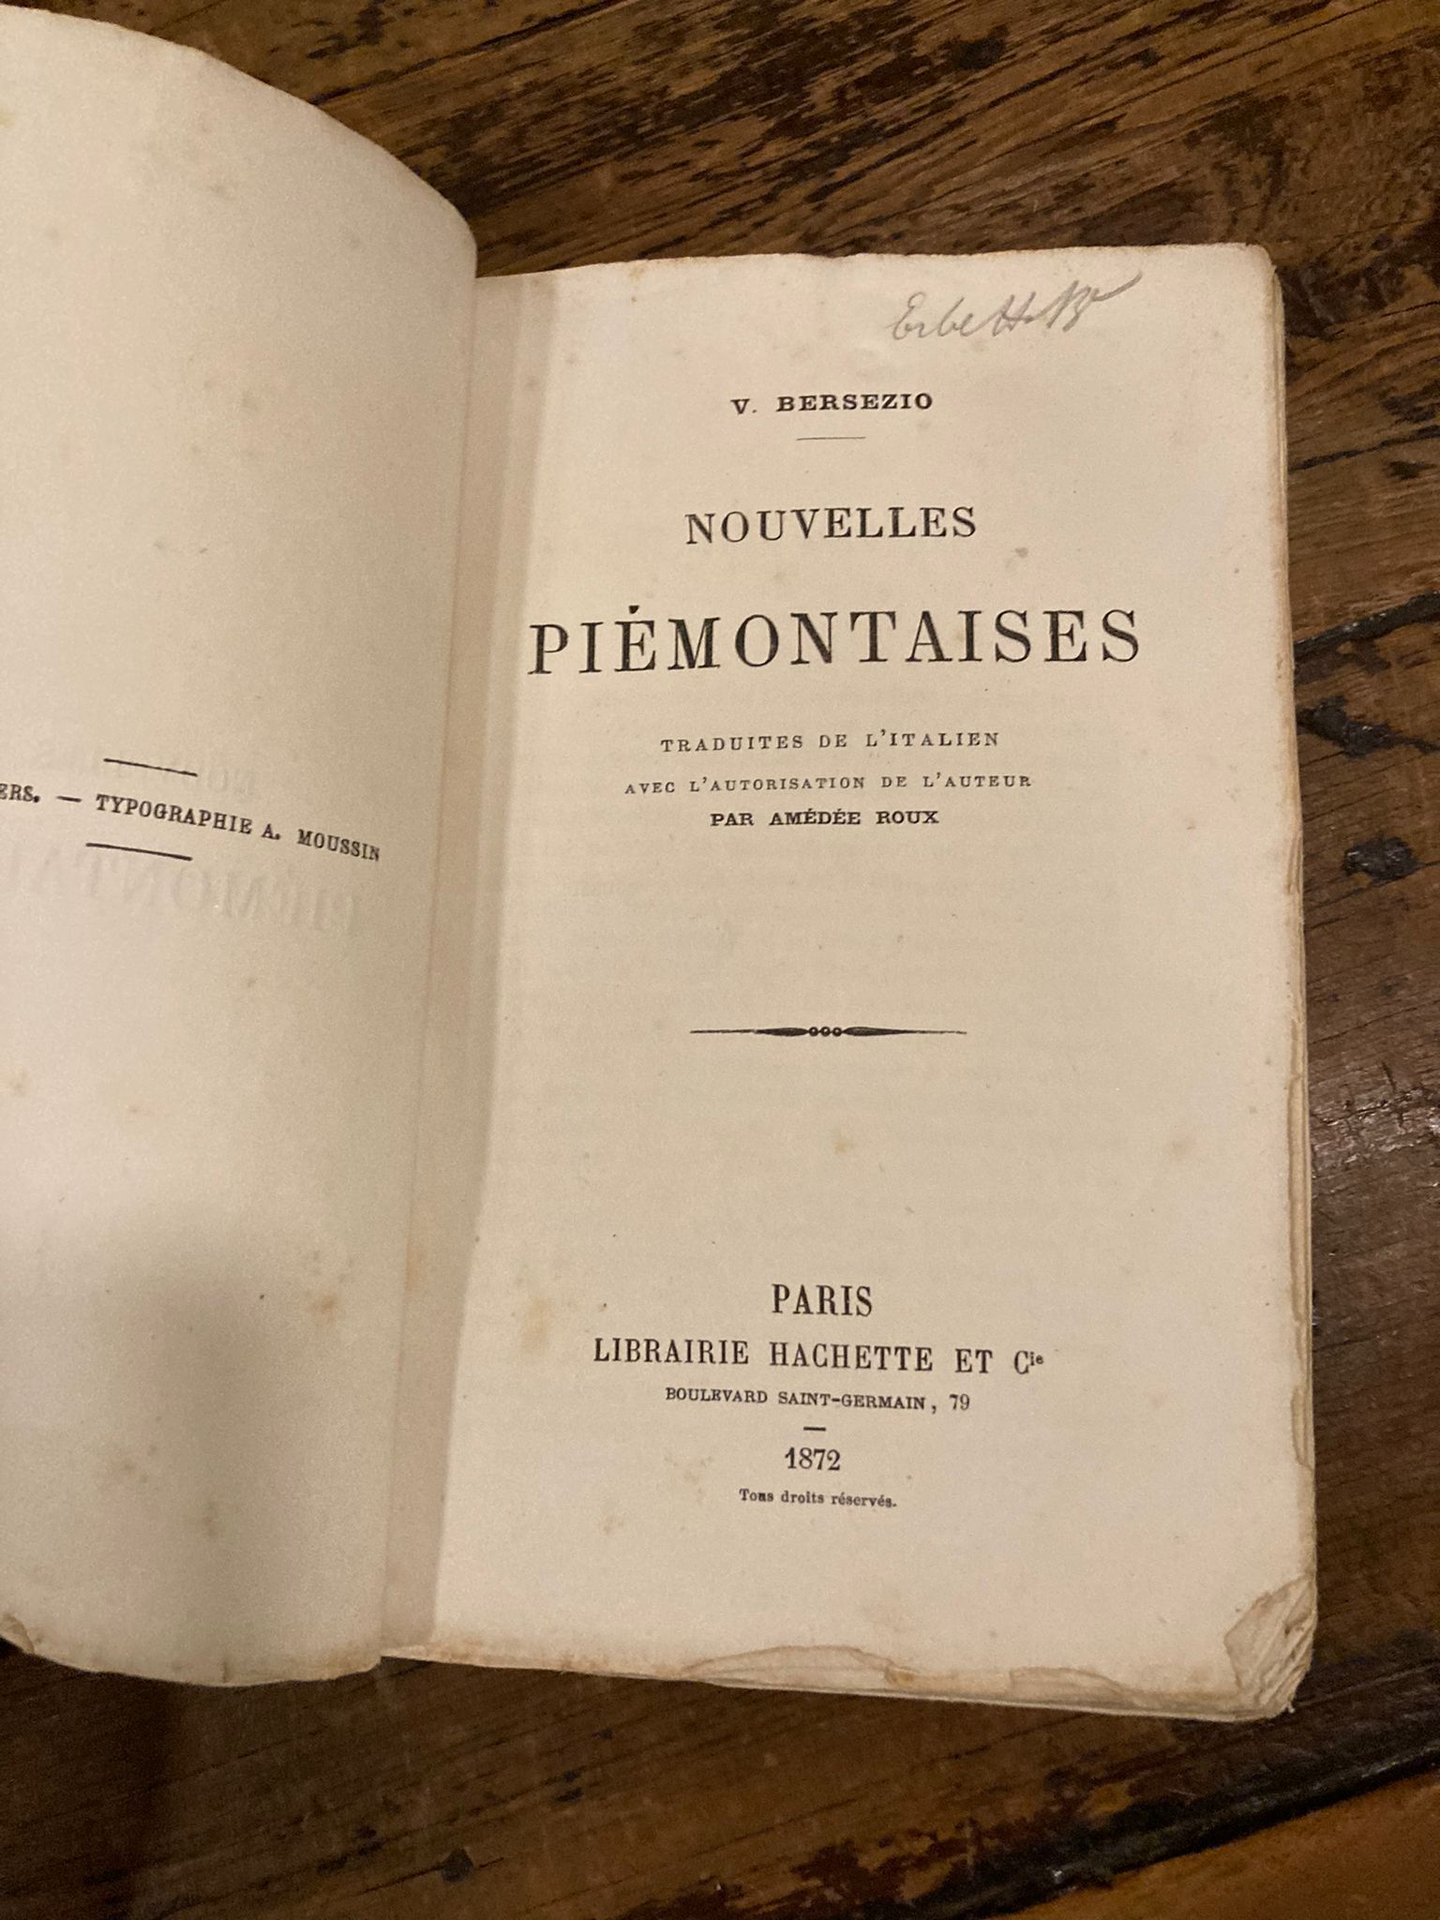 ERS. — TYPOGRAPHIE A. MOUSSIN
V. BERSEZIO
NOUVELLES
PIÉMONTAISES
TRADUITES DE L'ITALIEN
AVEC L'AUTORISATION DE L'AUTEUR
PAR AMÉDÉE ROUX
PARIS
LIBRAIRIE HACHETTE ET Cie
BOULEVARD SAINT-GERMAIN, 79
1872
Tous droits réservés.